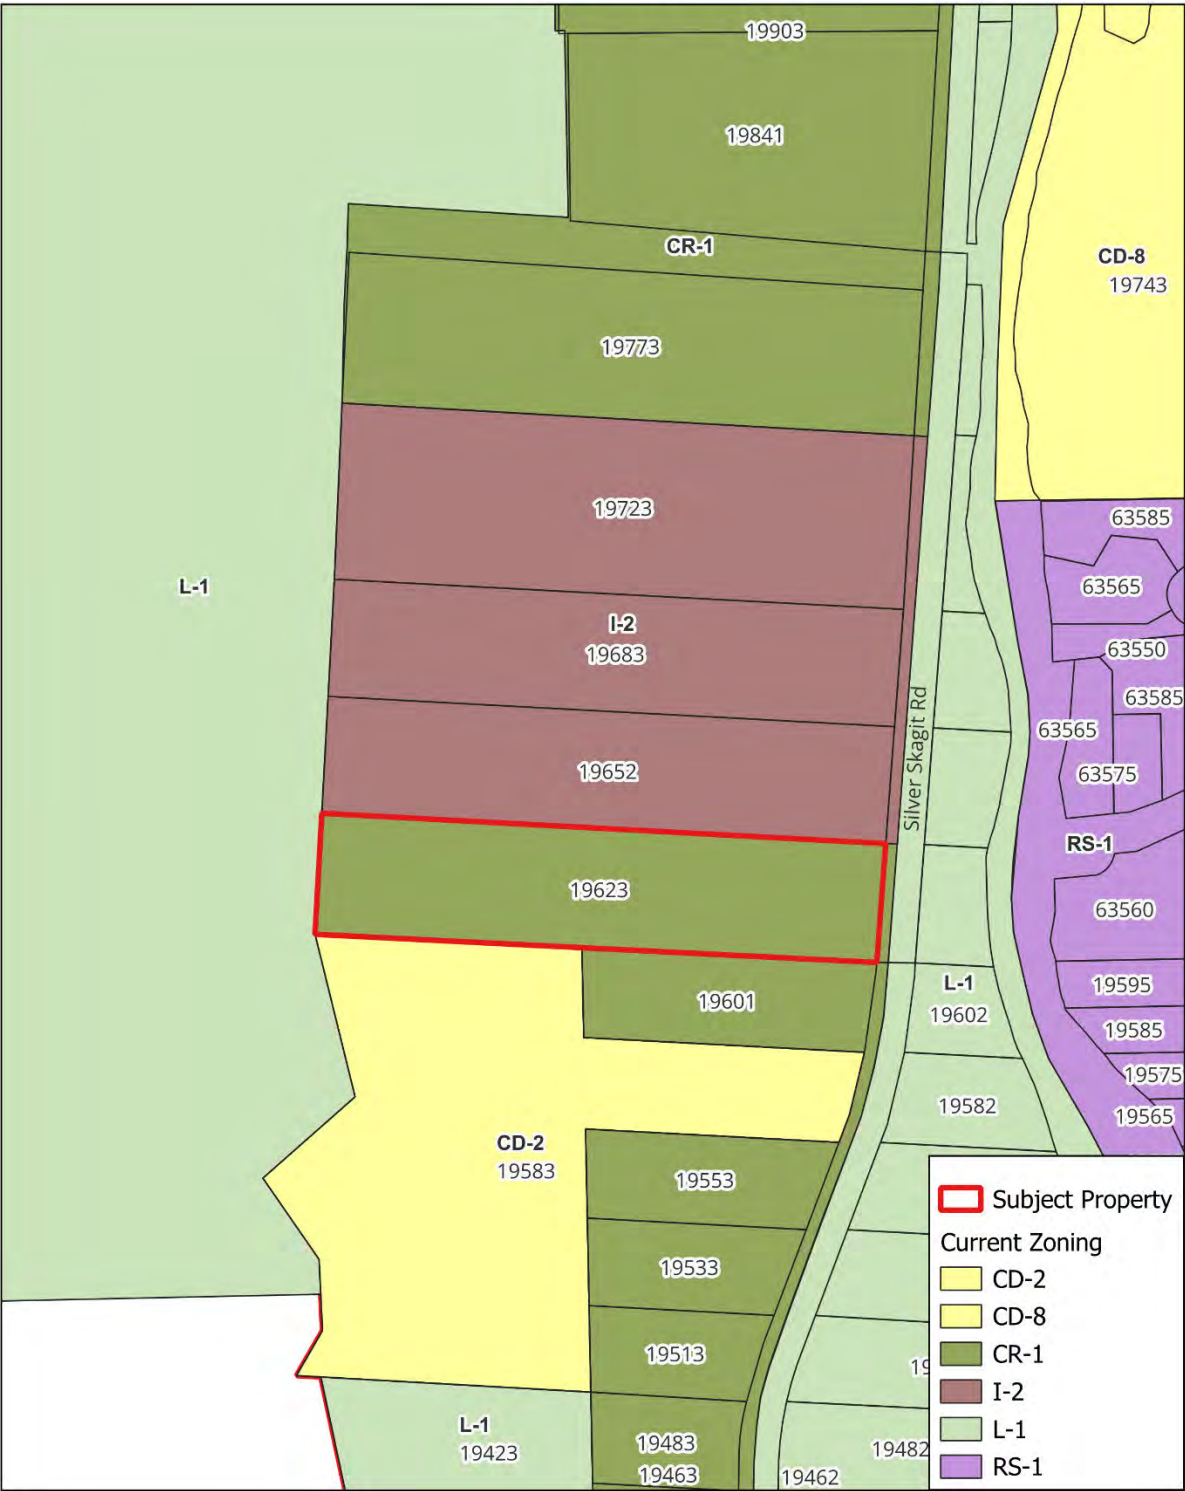 19903
19841
CR-1
CD-8
19743
19773
19723
63585
L-1
63565
I-2
19683
63550
63585
63565
Silver Skagit Rd
19652
63575
RS-1
19623
63560
19601
L-1
19602
19595
19585
19575
19582
19565
CD-2
19583
19553
19533
19513
L-1
19423
19483
19463
19482
19462
Subject Property
Current Zoning
CD-2
CD-8
CR-1
I-2
L-1
RS-1